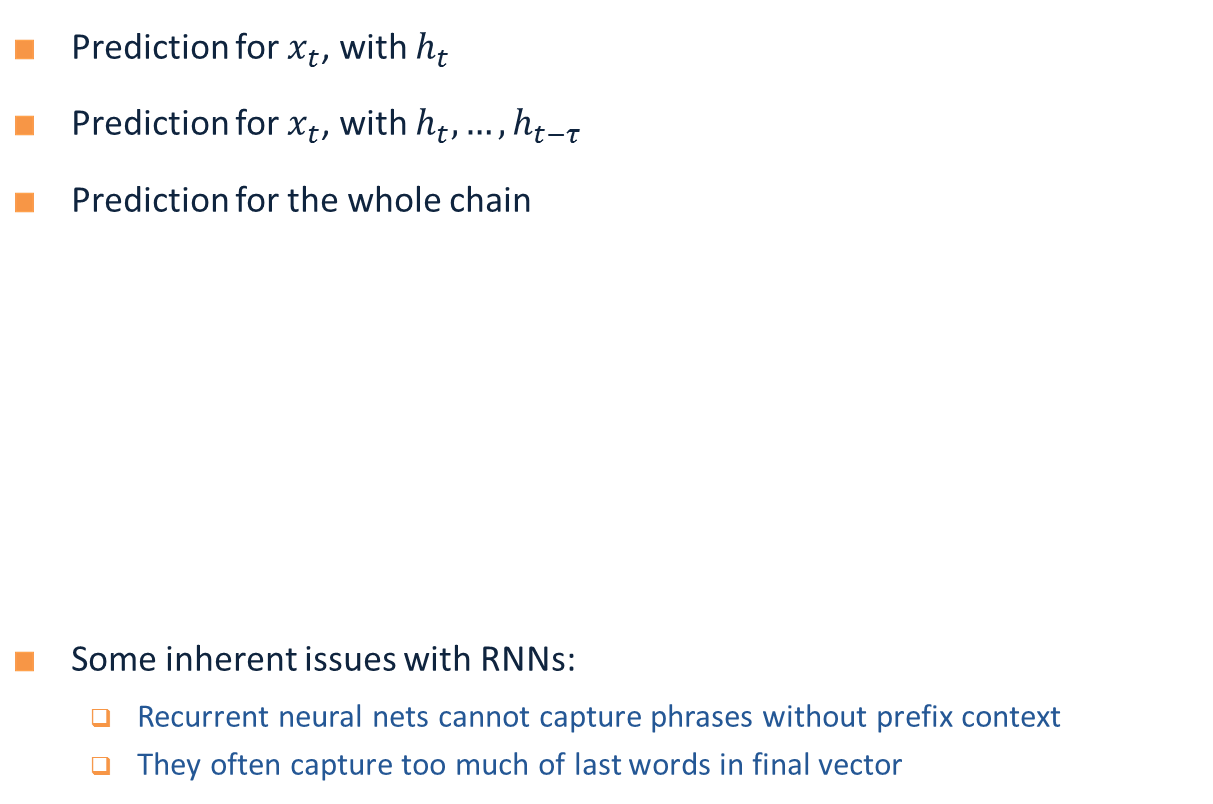 Prediction for xₜ, with hₜ
Prediction for xₜ, with hₜ, … , hₜ₋τ
Prediction for the whole chain
Some inherent issues with RNNs:
Recurrent neural nets cannot capture phrases without prefix context
They often capture too much of last words in final vector